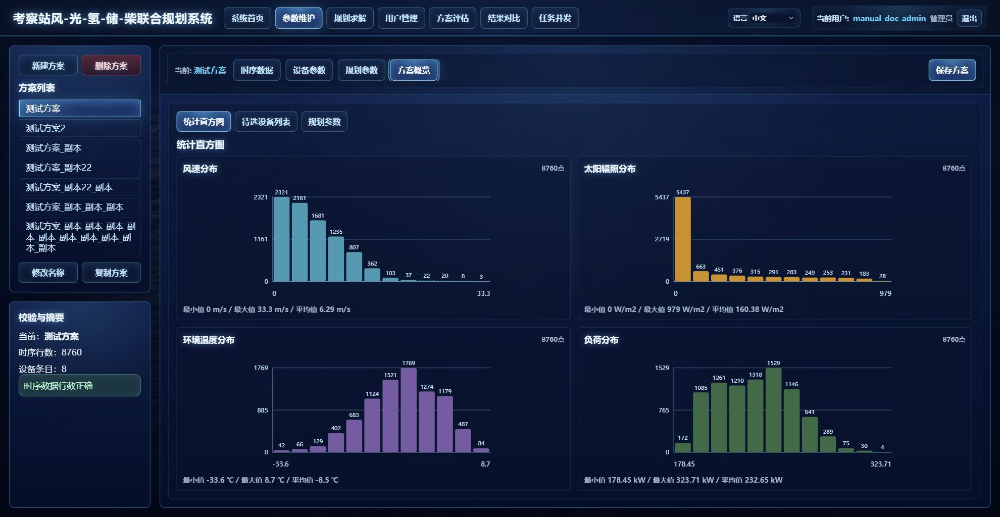 考察站风-光-氢-储-柴联合规划系统
系统首页 参数维护 规划求解 用户管理 方案评估 结果对比 任务并发
语言 中文
当前用户: manual_doc_admin 管理员 退出
新建方案 删除方案
方案列表
测试方案
测试方案2
测试方案_副本
测试方案_副本22
测试方案_副本22_副本
测试方案_副本_副本_副本
测试方案_副本_副本_副本_副
本_副本_副本_副本_副本_副
本_副本
修改名称 复制方案
校验与摘要
当前：测试方案
时序行数：8760
设备条目：8
时序数据行数正确
当前: 测试方案 时序数据 设备参数 规划参数 方案概览 保存方案
统计直方图 待选设备列表 规划参数
统计直方图
风速分布 8760点
2321
1161
0
2321 2161 1681 1235 807 362 103 37 22 20 8 3
0 33.3
最小值 0 m/s / 最大值 33.3 m/s / 平均值 6.29 m/s
太阳辐照分布 8760点
5437
2719
0
5437 663 451 376 315 291 283 249 253 231 183 28
0 979
最小值 0 W/m2 / 最大值 979 W/m2 / 平均值 160.38 W/m2
环境温度分布 8760点
1769
885
0
42 66 129 402 683 1124 1521 1769 1274 1179 487 84
-33.6 8.7
最小值 -33.6 ℃ / 最大值 8.7 ℃ / 平均值 -8.5 ℃
负荷分布 8760点
1529
765
0
172 1085 1261 1210 1318 1529 1146 641 289 75 30 4
178.45 323.71
最小值 178.45 kW / 最大值 323.71 kW / 平均值 232.65 kW